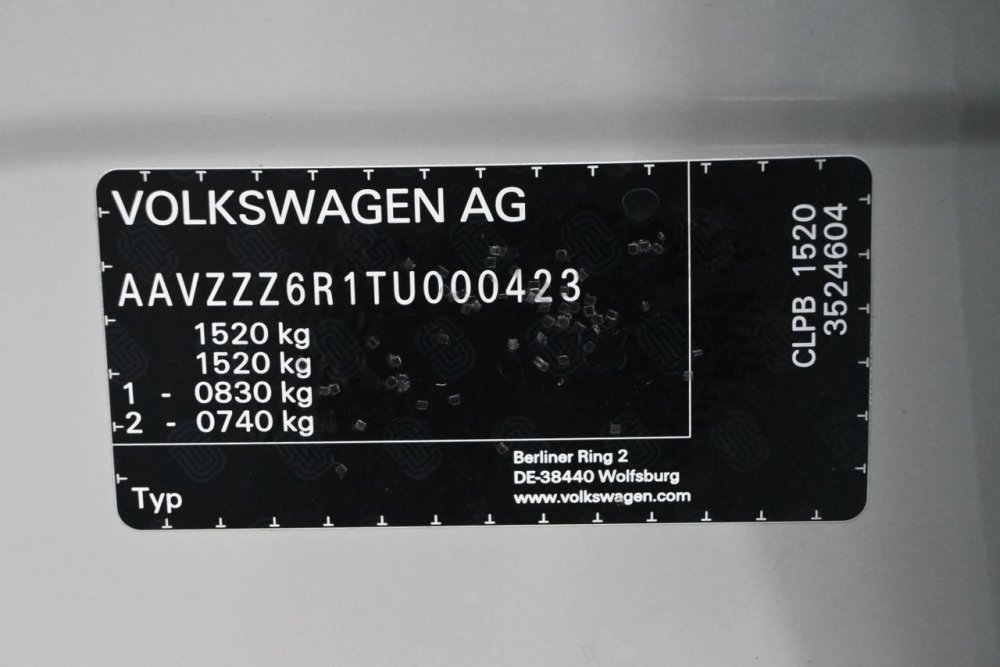 VOLKSWAGEN AG
AAVZZZ6R1TU000423
1520 kg
1520 kg
1 - 0830 kg
2 - 0740 kg
Typ
Berliner Ring 2
DE-38440 Wolfsburg
www.volkswagen.com
CLPB 1520
3524604